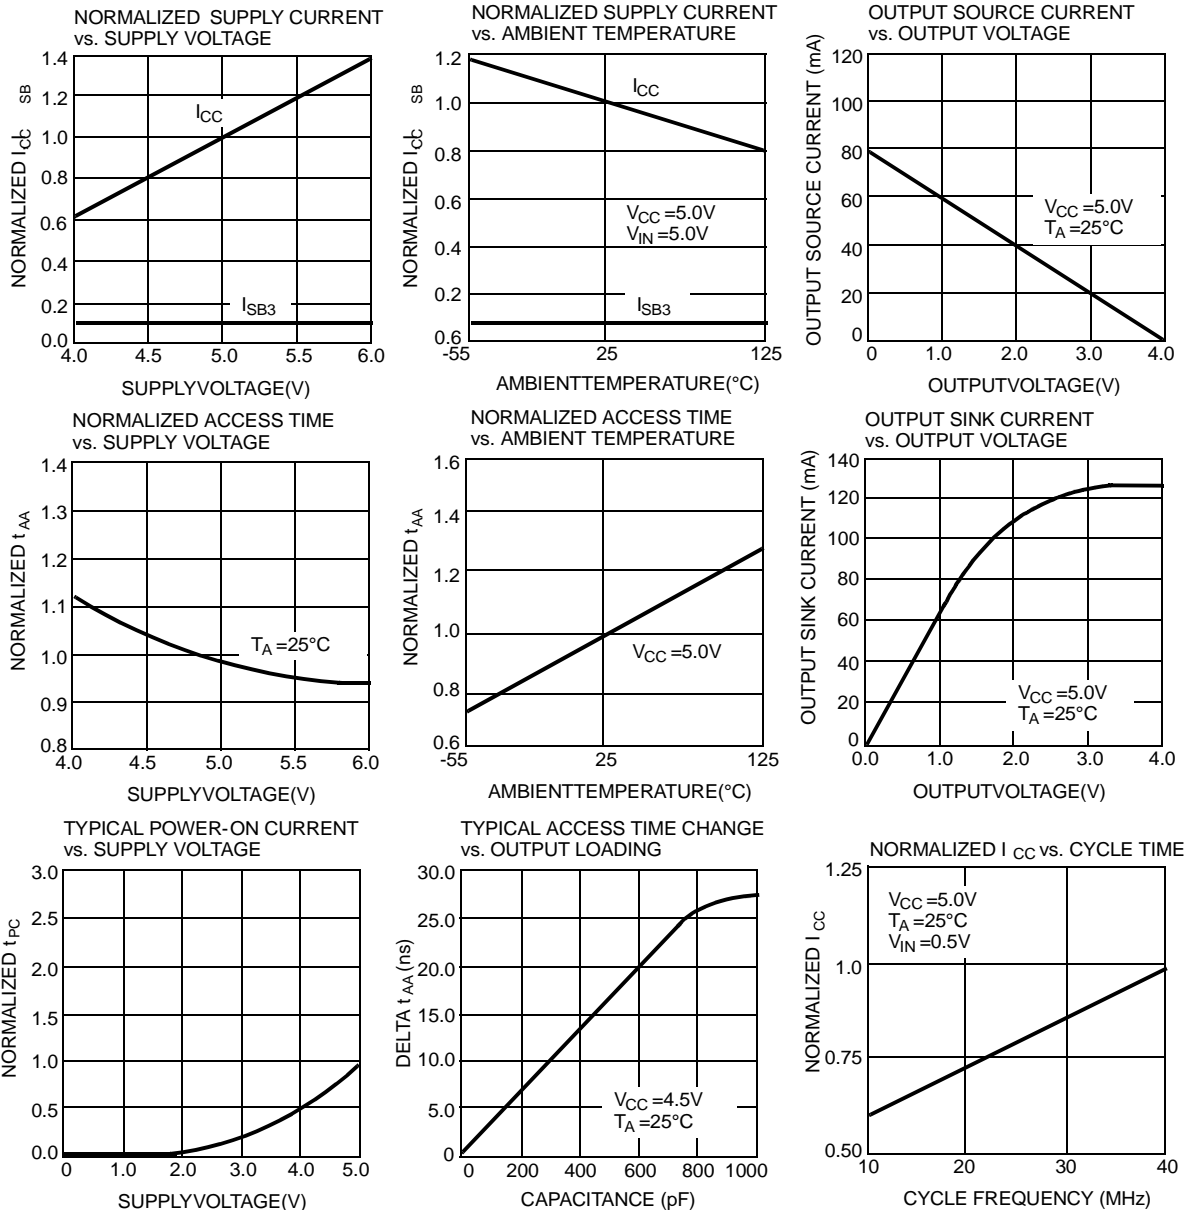 NORMALIZED SUPPLY CURRENT
vs. SUPPLY VOLTAGE
NORMALIZED ICC
SB
1.4
1.2
1.0
0.8
0.6
0.4
0.2
0.0
ICC
ISB3
4.0 4.5 5.0 5.5 6.0
SUPPLYVOLTAGE(V)
NORMALIZED SUPPLY CURRENT
vs. AMBIENT TEMPERATURE
NORMALIZED ICC
SB
1.2
1.0
0.8
0.6
0.4
0.2
0.6
ICC
VCC=5.0V
VIN=5.0V
ISB3
-55 25 125
AMBIENTTEMPERATURE(°C)
OUTPUT SOURCE CURRENT
vs. OUTPUT VOLTAGE
OUTPUT SOURCE CURRENT (mA)
120
100
80
60
40
20
0
VCC=5.0V
TA=25°C
0 1.0 2.0 3.0 4.0
OUTPUTVOLTAGE(V)
NORMALIZED ACCESS TIME
vs. SUPPLY VOLTAGE
NORMALIZED tAA
1.4
1.3
1.2
1.1
1.0
0.9
0.8
TA=25°C
4.0 4.5 5.0 5.5 6.0
SUPPLYVOLTAGE(V)
NORMALIZED ACCESS TIME
vs. AMBIENT TEMPERATURE
NORMALIZED tAA
1.6
1.4
1.2
1.0
0.8
0.6
VCC=5.0V
-55 25 125
AMBIENTTEMPERATURE(°C)
OUTPUT SINK CURRENT
vs. OUTPUT VOLTAGE
OUTPUT SINK CURRENT (mA)
140
120
100
80
60
40
20
0
VCC=5.0V
TA=25°C
0.0 1.0 2.0 3.0 4.0
OUTPUTVOLTAGE(V)
TYPICAL POWER-ON CURRENT
vs. SUPPLY VOLTAGE
NORMALIZED tPC
3.0
2.5
2.0
1.5
1.0
0.5
0.0
0 1.0 2.0 3.0 4.0 5.0
SUPPLYVOLTAGE(V)
TYPICAL ACCESS TIME CHANGE
vs. OUTPUT LOADING
DELTA tAA (ns)
30.0
25.0
20.0
15.0
10.0
5.0
0
VCC=4.5V
TA=25°C
0 200 400 600 800 1000
CAPACITANCE (pF)
NORMALIZED ICC vs. CYCLE TIME
NORMALIZED ICC
1.25
1.0
0.75
0.50
VCC=5.0V
TA=25°C
VIN=0.5V
10 20 30 40
CYCLE FREQUENCY (MHz)